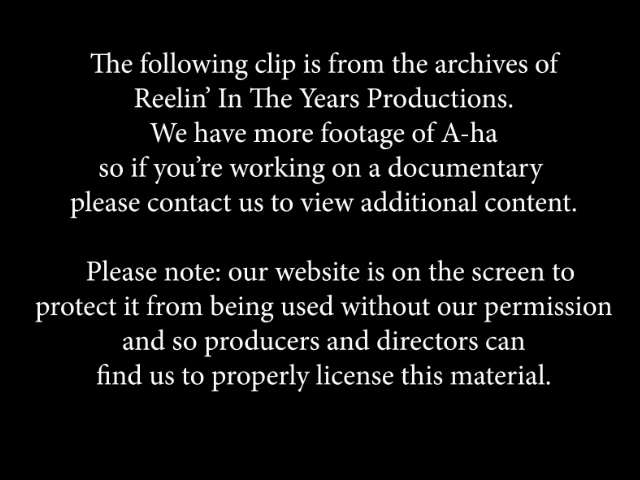 The following clip is from the archives of
Reelin’ In The Years Productions.
We have more footage of A-ha
so if you’re working on a documentary
please contact us to view additional content.
Please note: our website is on the screen to
protect it from being used without our permission
and so producers and directors can
find us to properly license this material.